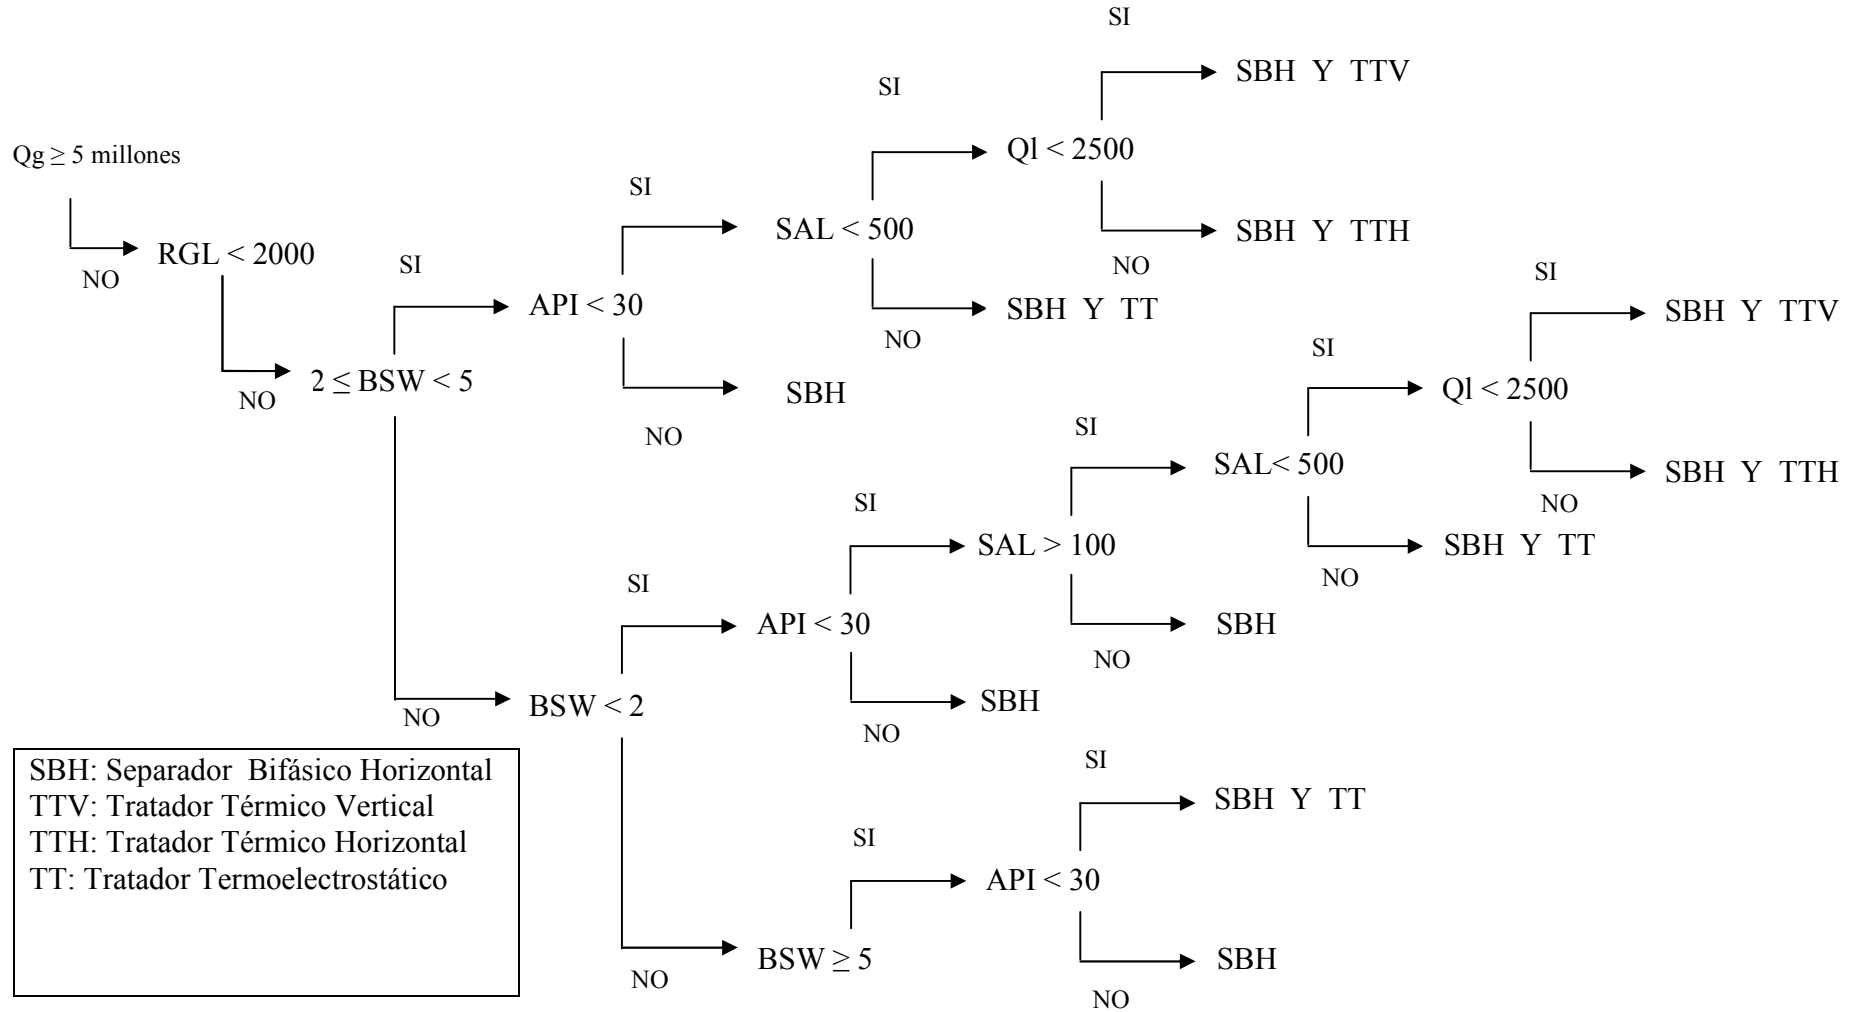 SI
SBH Y TTV
SI
Ql < 2500
Qg ≥ 5 millones
SI
SAL < 500
SBH Y TTH
NO
RGL < 2000
NO
SI
API < 30
SBH Y TT
NO
SI
SBH Y TTV
SI
2 ≤ BSW < 5
NO
SBH
NO
Ql < 2500
SI
SAL< 500
SBH Y TTH
NO
SI
SAL > 100
SBH Y TT
NO
SI
API < 30
SBH
NO
BSW < 2
NO
SBH
NO
SBH: Separador Bifásico Horizontal
TTV: Tratador Térmico Vertical
TTH: Tratador Térmico Horizontal
TT: Tratador Termoelectrostático
SI
SBH Y TT
SI
API < 30
BSW ≥ 5
NO
SBH
NO